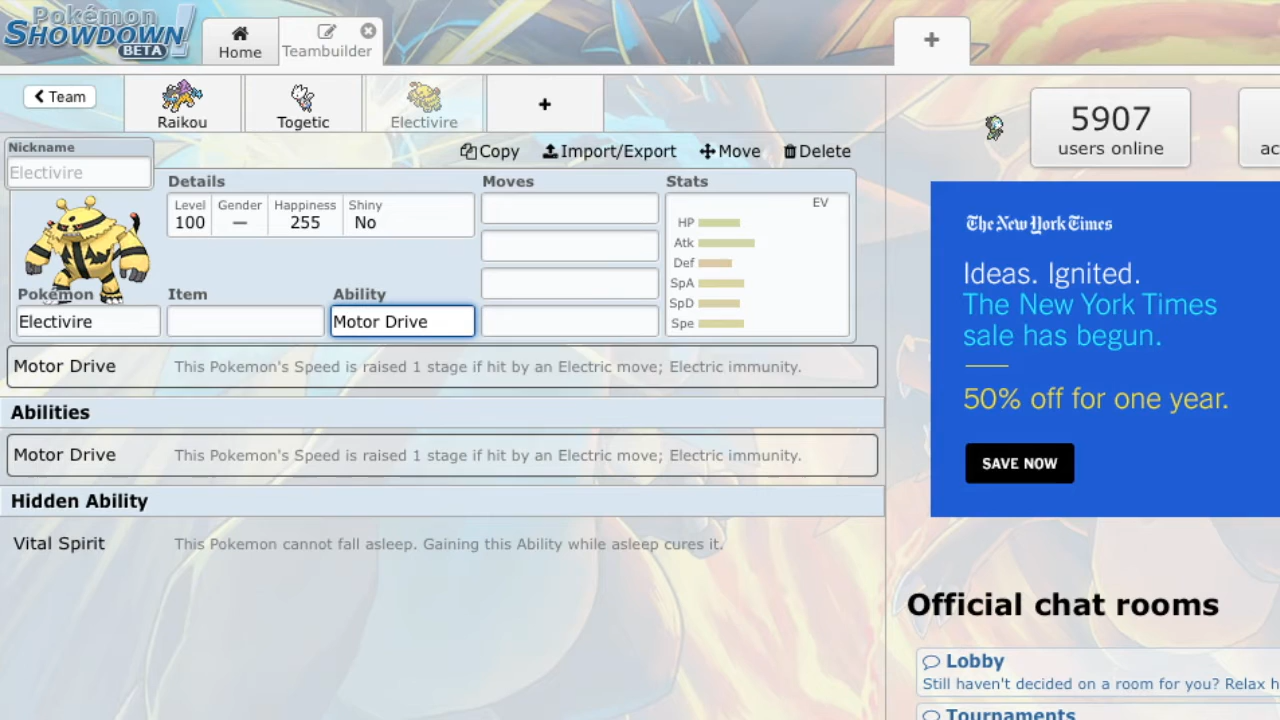 Pokémon
SHOWDOWN!
BETA
Home
Teambuilder
+
Team
Raikou
Togetic
Electivire
+
5907
users online
ac
Nickname
Electivire
Copy
Import/Export
Move
Delete
Details
Moves
Stats
Level
100
Gender
—
Happiness
255
Shiny
No
EV
HP
Atk
Def
SpA
SpD
Spe
Pokémon
Electivire
Item
Ability
Motor Drive
Motor Drive This Pokemon's Speed is raised 1 stage if hit by an Electric move; Electric immunity.
Abilities
Motor Drive This Pokemon's Speed is raised 1 stage if hit by an Electric move; Electric immunity.
Hidden Ability
Vital Spirit This Pokemon cannot fall asleep. Gaining this Ability while asleep cures it.
The New York Times
Ideas. Ignited.
The New York Times
sale has begun.
50% off for one year.
SAVE NOW
Official chat rooms
Lobby
Still haven't decided on a room for you? Relax h
Tournaments